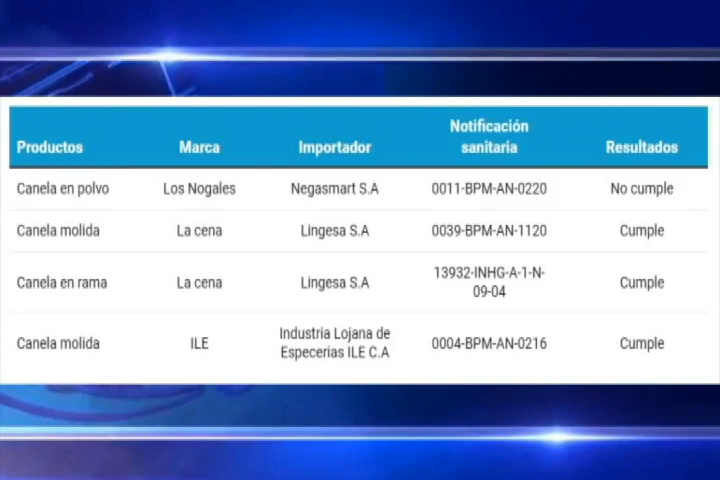 Productos Marca Importador Notificación sanitaria Resultados
Canela en polvo Los Nogales Negasmart S.A 0011-BPM-AN-0220 No cumple
Canela molida La cena Lingesa S.A 0039-BPM-AN-1120 Cumple
Canela en rama La cena Lingesa S.A 13932-INHG-A-1-N-09-04 Cumple
Canela molida ILE Industria Lojana de Especerias ILE C.A 0004-BPM-AN-0216 Cumple